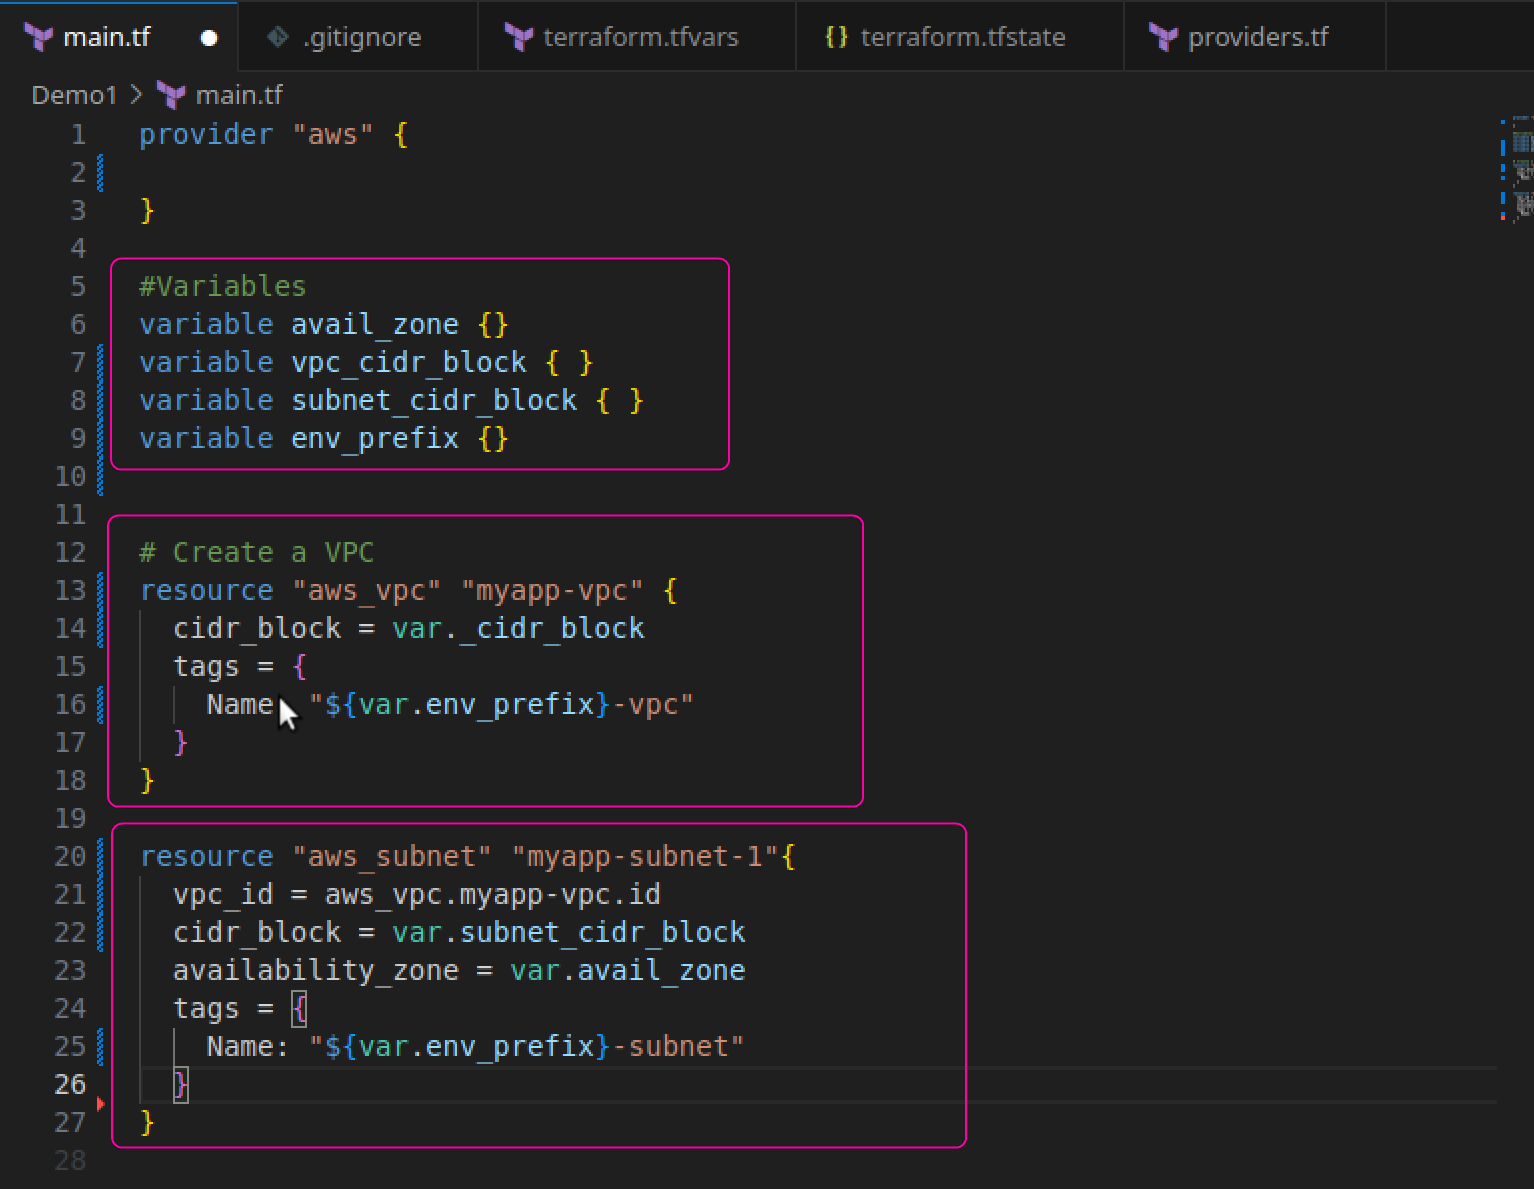 main.tf .gitignore terraform.tfvars {} terraform.tfstate providers.tf
Demo1 > main.tf
1 provider "aws" {
2
3 }
4
5 #Variables
6 variable avail_zone {}
7 variable vpc_cidr_block { }
8 variable subnet_cidr_block { }
9 variable env_prefix {}
10
11
12 # Create a VPC
13 resource "aws_vpc" "myapp-vpc" {
14 cidr_block = var._cidr_block
15 tags = {
16 Name "${var.env_prefix}-vpc"
17 }
18 }
19
20 resource "aws_subnet" "myapp-subnet-1"{
21 vpc_id = aws_vpc.myapp-vpc.id
22 cidr_block = var.subnet_cidr_block
23 availability_zone = var.avail_zone
24 tags = {
25 Name: "${var.env_prefix}-subnet"
26 }
27 }
28